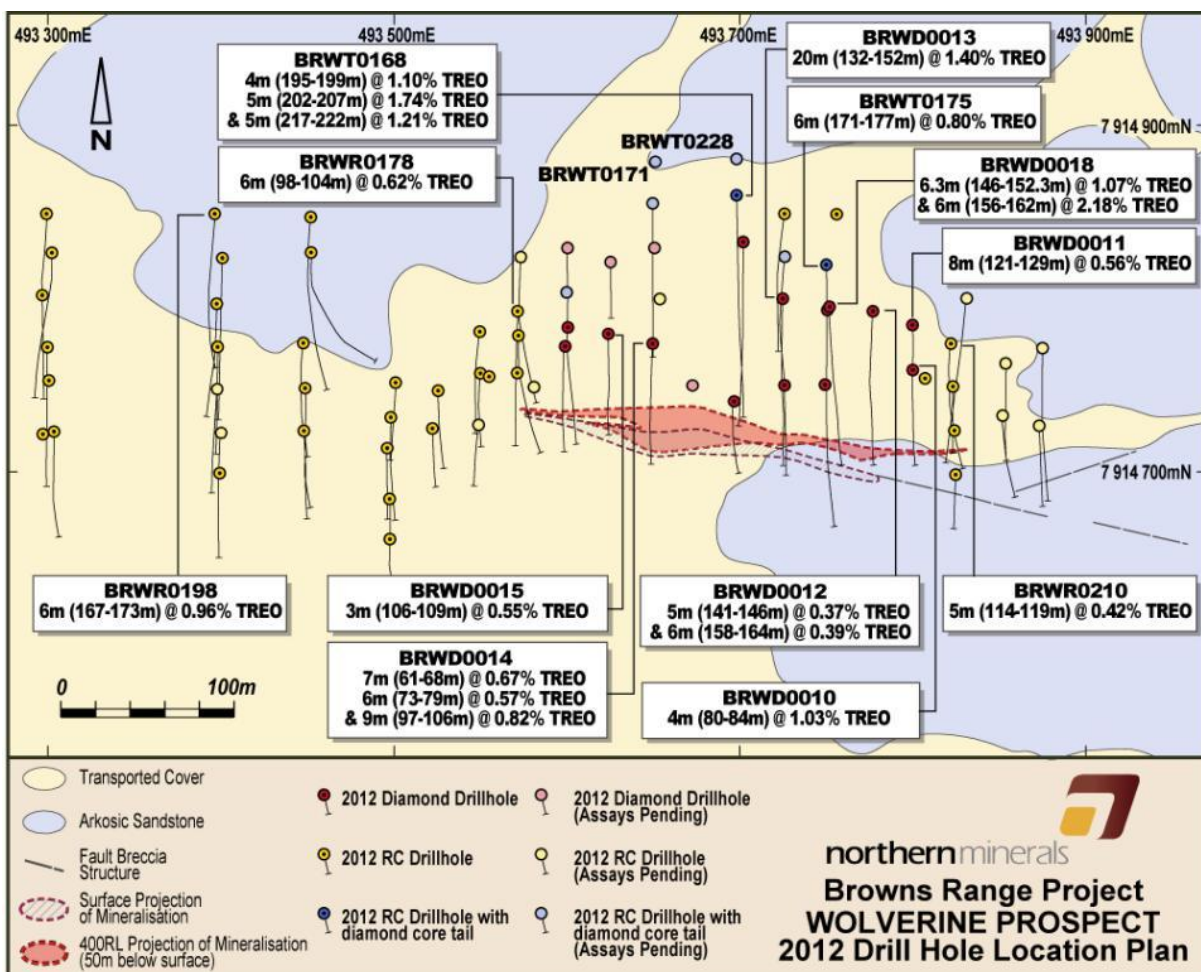 493 300mE
493 500mE
493 700mE
493 900mE
N
BRWT0168
4m (195-199m) @ 1.10% TREO
5m (202-207m) @ 1.74% TREO
& 5m (217-222m) @ 1.21% TREO
BRWD0013
20m (132-152m) @ 1.40% TREO
BRWT0175
6m (171-177m) @ 0.80% TREO
7 914 900mN
BRWR0178
6m (98-104m) @ 0.62% TREO
BRWT0228
BRWT0171
BRWD0018
6.3m (146-152.3m) @ 1.07% TREO
& 6m (156-162m) @ 2.18% TREO
BRWD0011
8m (121-129m) @ 0.56% TREO
7 914 700mN
BRWR0198
6m (167-173m) @ 0.96% TREO
BRWD0015
3m (106-109m) @ 0.55% TREO
BRWD0012
5m (141-146m) @ 0.37% TREO
& 6m (158-164m) @ 0.39% TREO
BRWR0210
5m (114-119m) @ 0.42% TREO
BRWD0014
7m (61-68m) @ 0.67% TREO
6m (73-79m) @ 0.57% TREO
& 9m (97-106m) @ 0.82% TREO
BRWD0010
4m (80-84m) @ 1.03% TREO
0 100m
Transported Cover
Arkosic Sandstone
Fault Breccia
Structure
Surface Projection
of Mineralisation
400RL Projection of Mineralisation
(50m below surface)
2012 Diamond Drillhole
2012 RC Drillhole
2012 RC Drillhole with
diamond core tail
2012 Diamond Drillhole
(Assays Pending)
2012 RC Drillhole
(Assays Pending)
2012 RC Drillhole with
diamond core tail
(Assays Pending)
northernminerals
Browns Range Project
WOLVERINE PROSPECT
2012 Drill Hole Location Plan